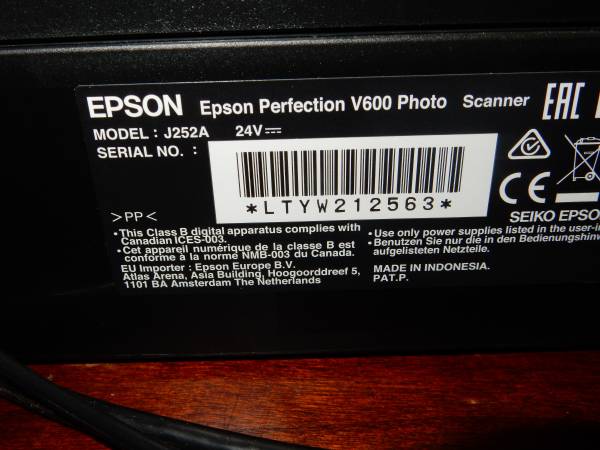 EPSON Epson Perfection V600 Photo Scanner EAC
MODEL : J252A 24V⎓
SERIAL NO. :
*LTYW212563*
>PP<
•This Class B digital apparatus complies with
Canadian ICES-003.
•Cet appareil numérique de la classe B est
conforme à la norme NMB-003 du Canada.
EU Importer : Epson Europe B.V.
Atlas Arena, Asia Building, Hoogoorddreef 5,
1101 BA Amsterdam The Netherlands
CE
SEIKO EPSO
•Use only power supplies listed in the user-in
•Benutzen Sie nur die in den Bedienungshinw
aufgelisteten Netzteile.
MADE IN INDONESIA.
PAT.P.